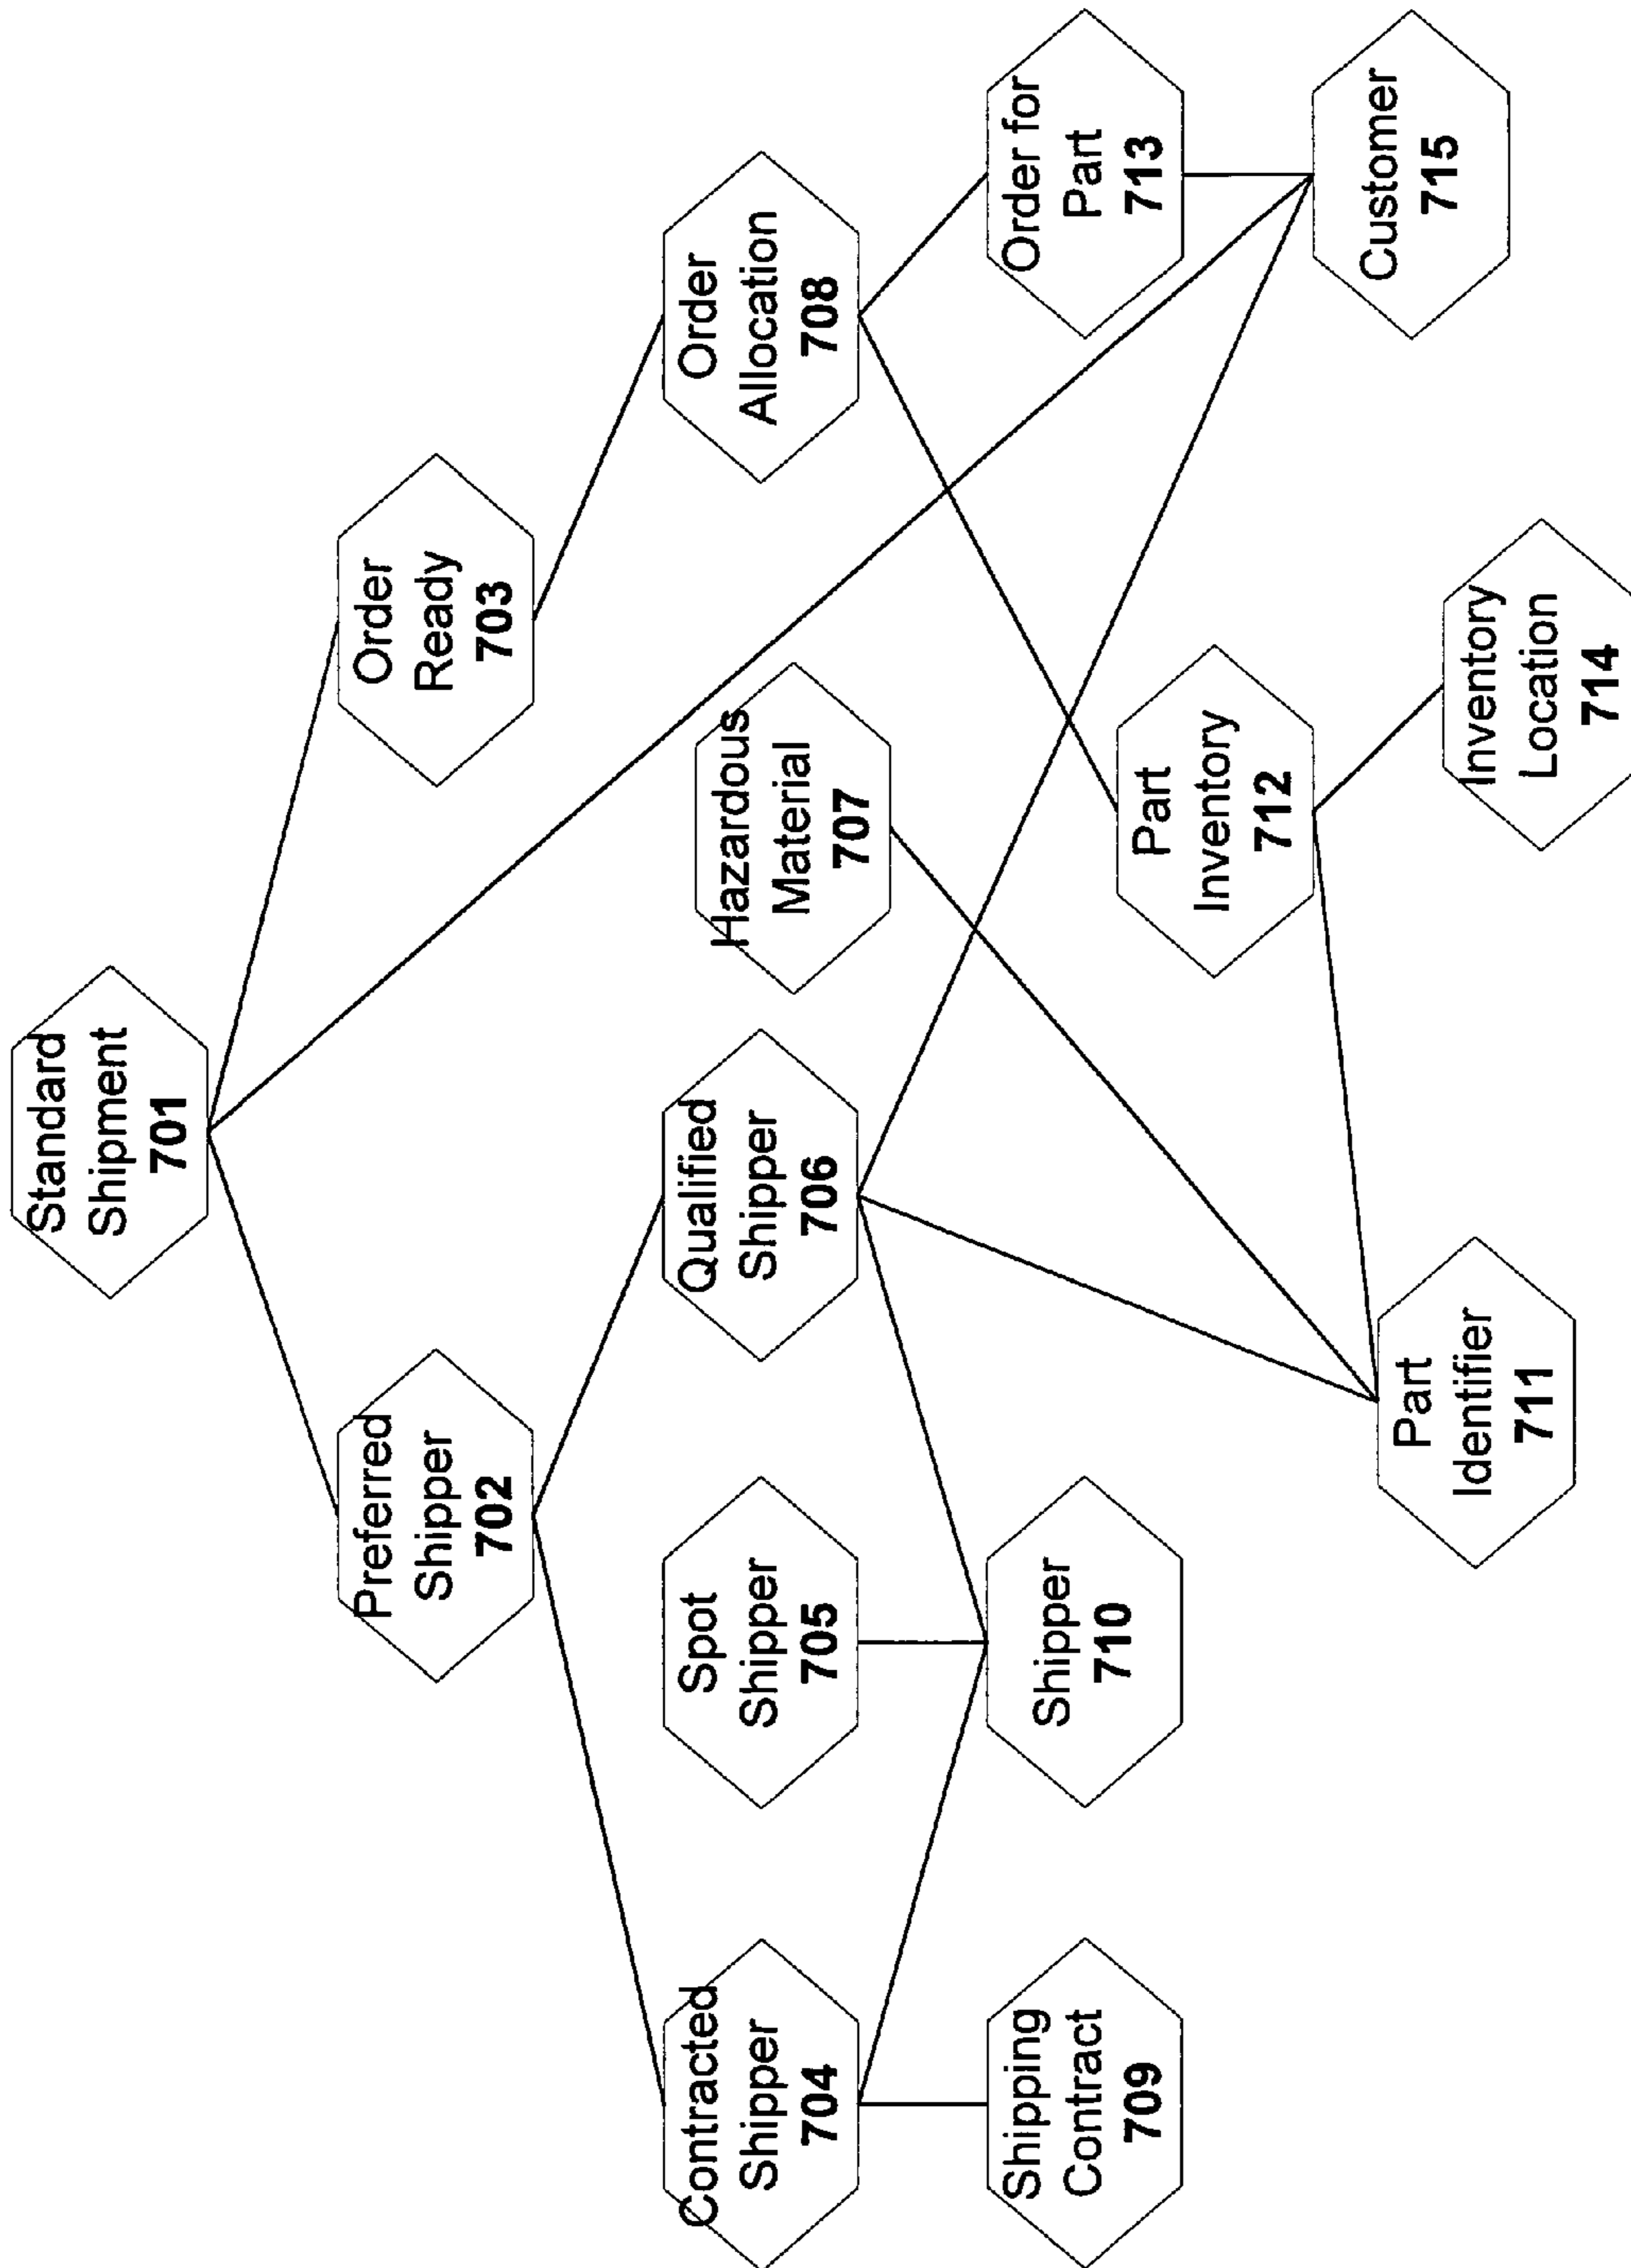 Standard
Shipment
701
Preferred
Shipper
702
Order
Ready
703
Contracted
Shipper
704
Spot
Shipper
705
Qualified
Shipper
706
Hazardous
Material
707
Order
Allocation
708
Shipping
Contract
709
Shipper
710
Part
Identifier
711
Part
Inventory
712
Order for
Part
713
Inventory
Location
714
Customer
715